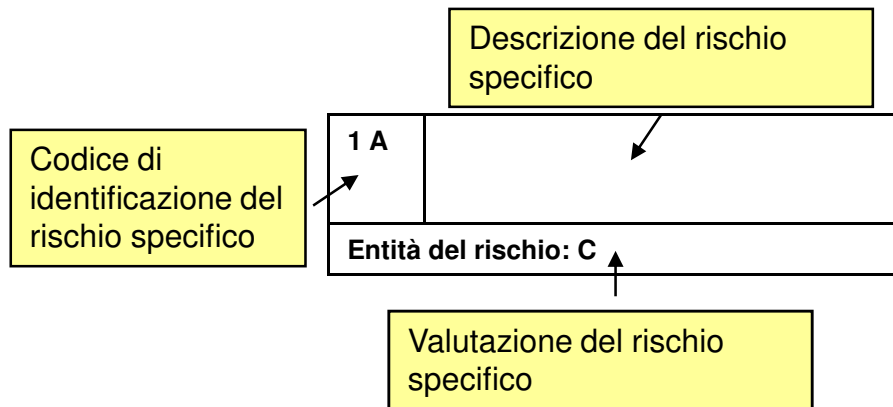 Descrizione del rischio
specifico
1 A
Codice di
identificazione del
rischio specifico
Entità del rischio: C
Valutazione del rischio
specifico